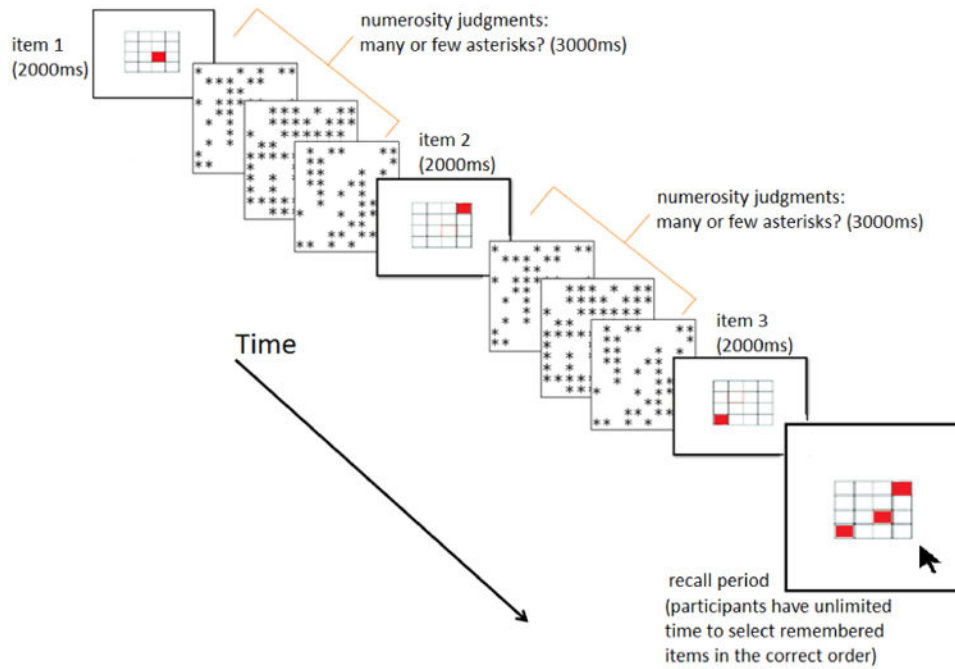 item 1
(2000ms)
numerosity judgments:
many or few asterisks? (3000ms)
item 2
(2000ms)
numerosity judgments:
many or few asterisks? (3000ms)
item 3
(2000ms)
Time
recall period
(participants have unlimited
time to select remembered
items in the correct order)